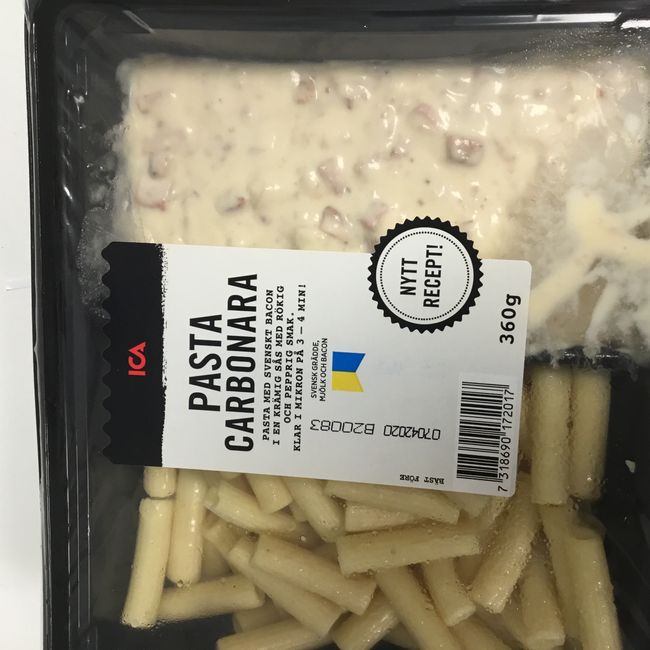 ICA
PASTA
CARBONARA
PASTA MED SVENSKT BACON
I EN KRÄMIG SÅS MED RÖKIG
OCH PEPPRIG SMAK.
KLAR I MIKRON PÅ 3 – 4 MIN!
SVENSK GRÄDDE,
MJÖLK OCH BACON
NYTT
RECEPT!
360g
07042020 B20083
BÄST FÖRE
7 318690 172017